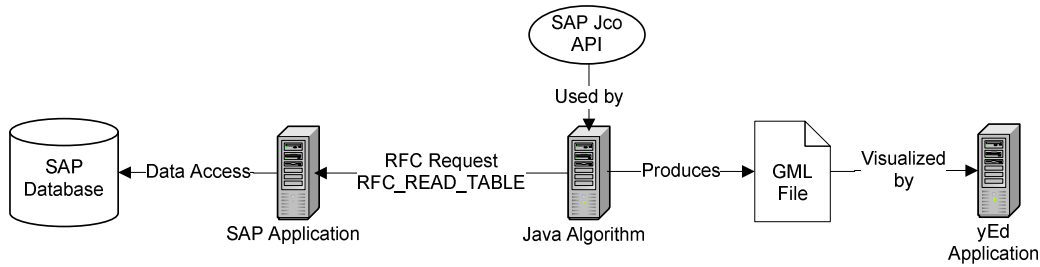 SAP Jco
API
Used by
SAP
Database
Data Access
SAP Application
RFC Request
RFC_READ_TABLE
Java Algorithm
Produces
GML
File
Visualized
by
yEd
Application